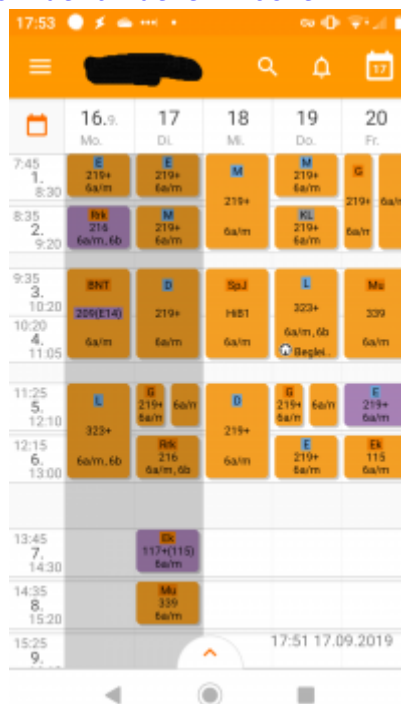 17:53
17
16.9.
Mo.
17
Di.
18
Mi.
19
Do.
20
Fr.
7:45
1.
8:30
E
219+
6a/m
E
219+
6a/m
M
219+
6a/m
M
219+
6a/m
G
219+
6a/m
6a/m
8:35
2.
9:20
Rrk
216
6a/m,6b
M
219+
6a/m
KL
219+
6a/m
9:35
3.
10:20
10:20
4.
11:05
BNT
209(E14)
6a/m
D
219+
6a/m
SpJ
HiB1
6a/m
L
323+
6a/m,6b
Beglei..
Mu
339
6a/m
11:25
5.
12:10
L
323+
6a/m,6b
G
219+
6a/m
6a/m
D
219+
6a/m
G
219+
6a/m
6a/m
E
219+
6a/m
12:15
6.
13:00
Rrk
216
6a/m,6b
E
219+
6a/m
Ek
115
6a/m
13:45
7.
14:30
Ek
117+(115)
6a/m
14:35
8.
15:20
Mu
339
6a/m
15:25
9.
17:51 17.09.2019